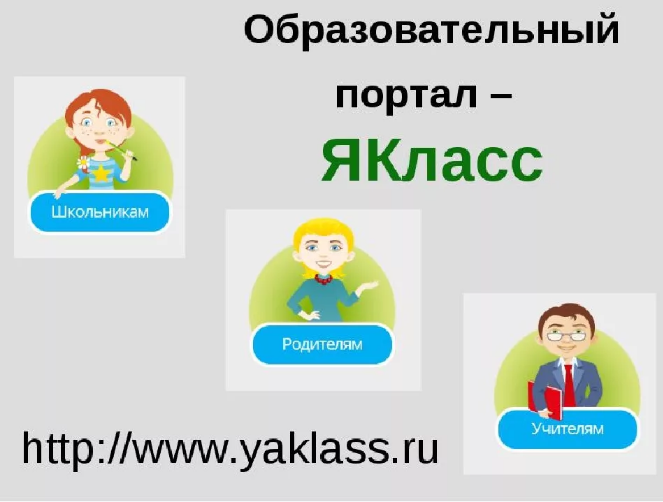 Образовательный
портал –
ЯКласс
Школьникам
Родителям
Учителям
http://www.yaklass.ru